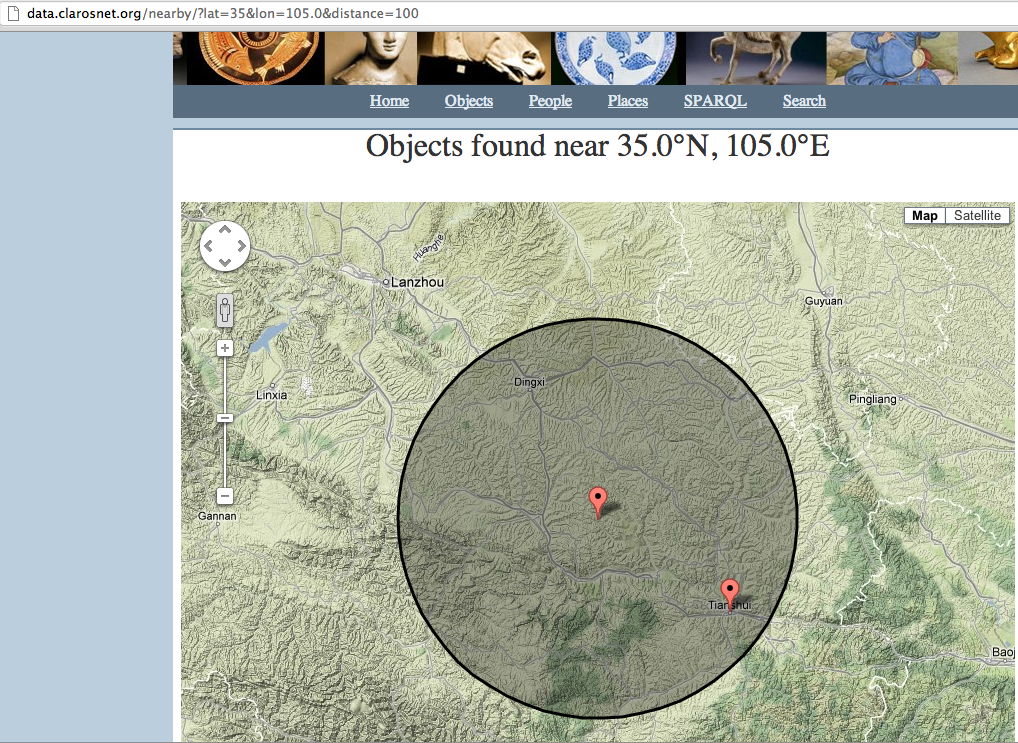 data.clarosnet.org/nearby/?lat=35&lon=105.0&distance=100
Home Objects People Places SPARQL Search
Objects found near 35.0°N, 105.0°E
Map Satellite
Huanghe
Lanzhou
Guyuan
Dingxi
Linxia
Pingliang
Gannan
Tianshui
Baoj